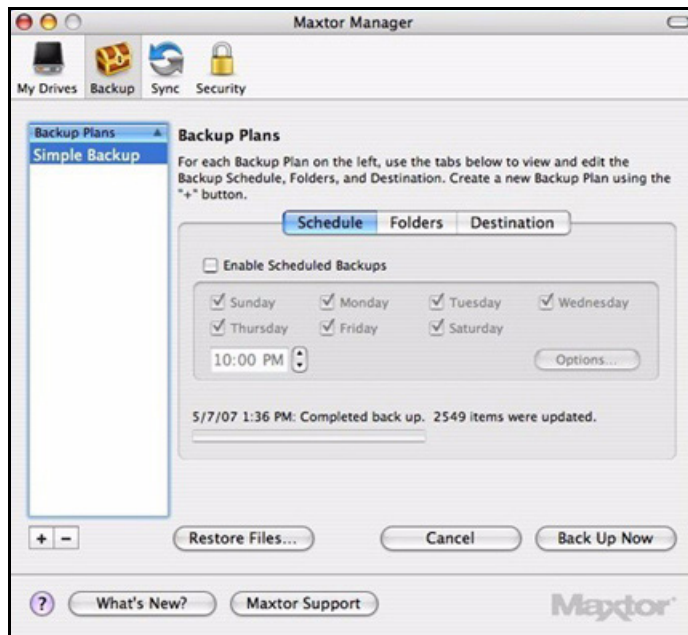 Maxtor Manager
My Drives Backup Sync Security
Backup Plans
Simple Backup
Backup Plans
For each Backup Plan on the left, use the tabs below to view and edit the
Backup Schedule, Folders, and Destination. Create a new Backup Plan using the
"+" button.
Schedule Folders Destination
Enable Scheduled Backups
Sunday Monday Tuesday Wednesday
Thursday Friday Saturday
10:00 PM Options...
5/7/07 1:36 PM: Completed back up. 2549 items were updated.
+ − Restore Files... Cancel Back Up Now
? What's New? Maxtor Support Maxtor